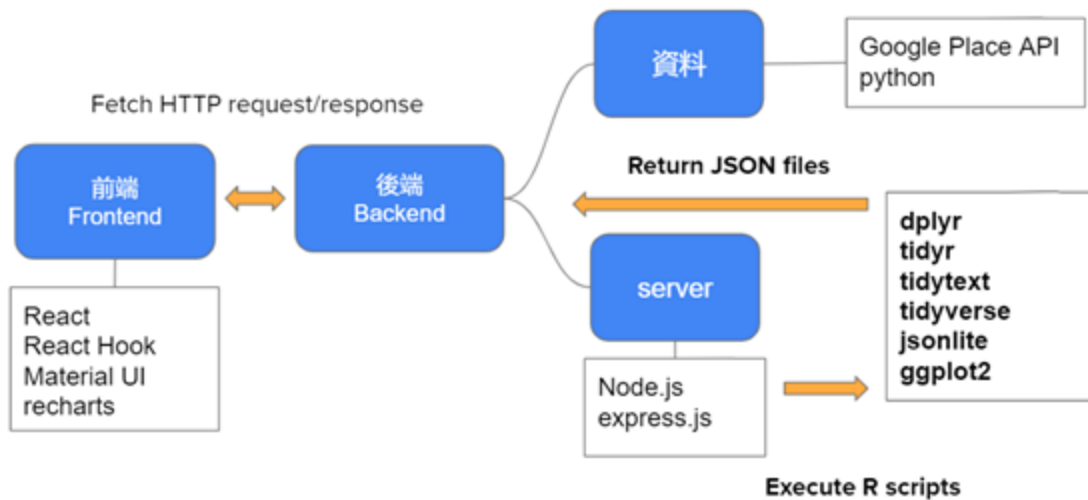 資料
Google Place API
python
Fetch HTTP request/response
前端
Frontend
後端
Backend
Return JSON files
dplyr
tidyr
tidytext
tidyverse
jsonlite
ggplot2
server
React
React Hook
Material UI
recharts
Node.js
express.js
Execute R scripts